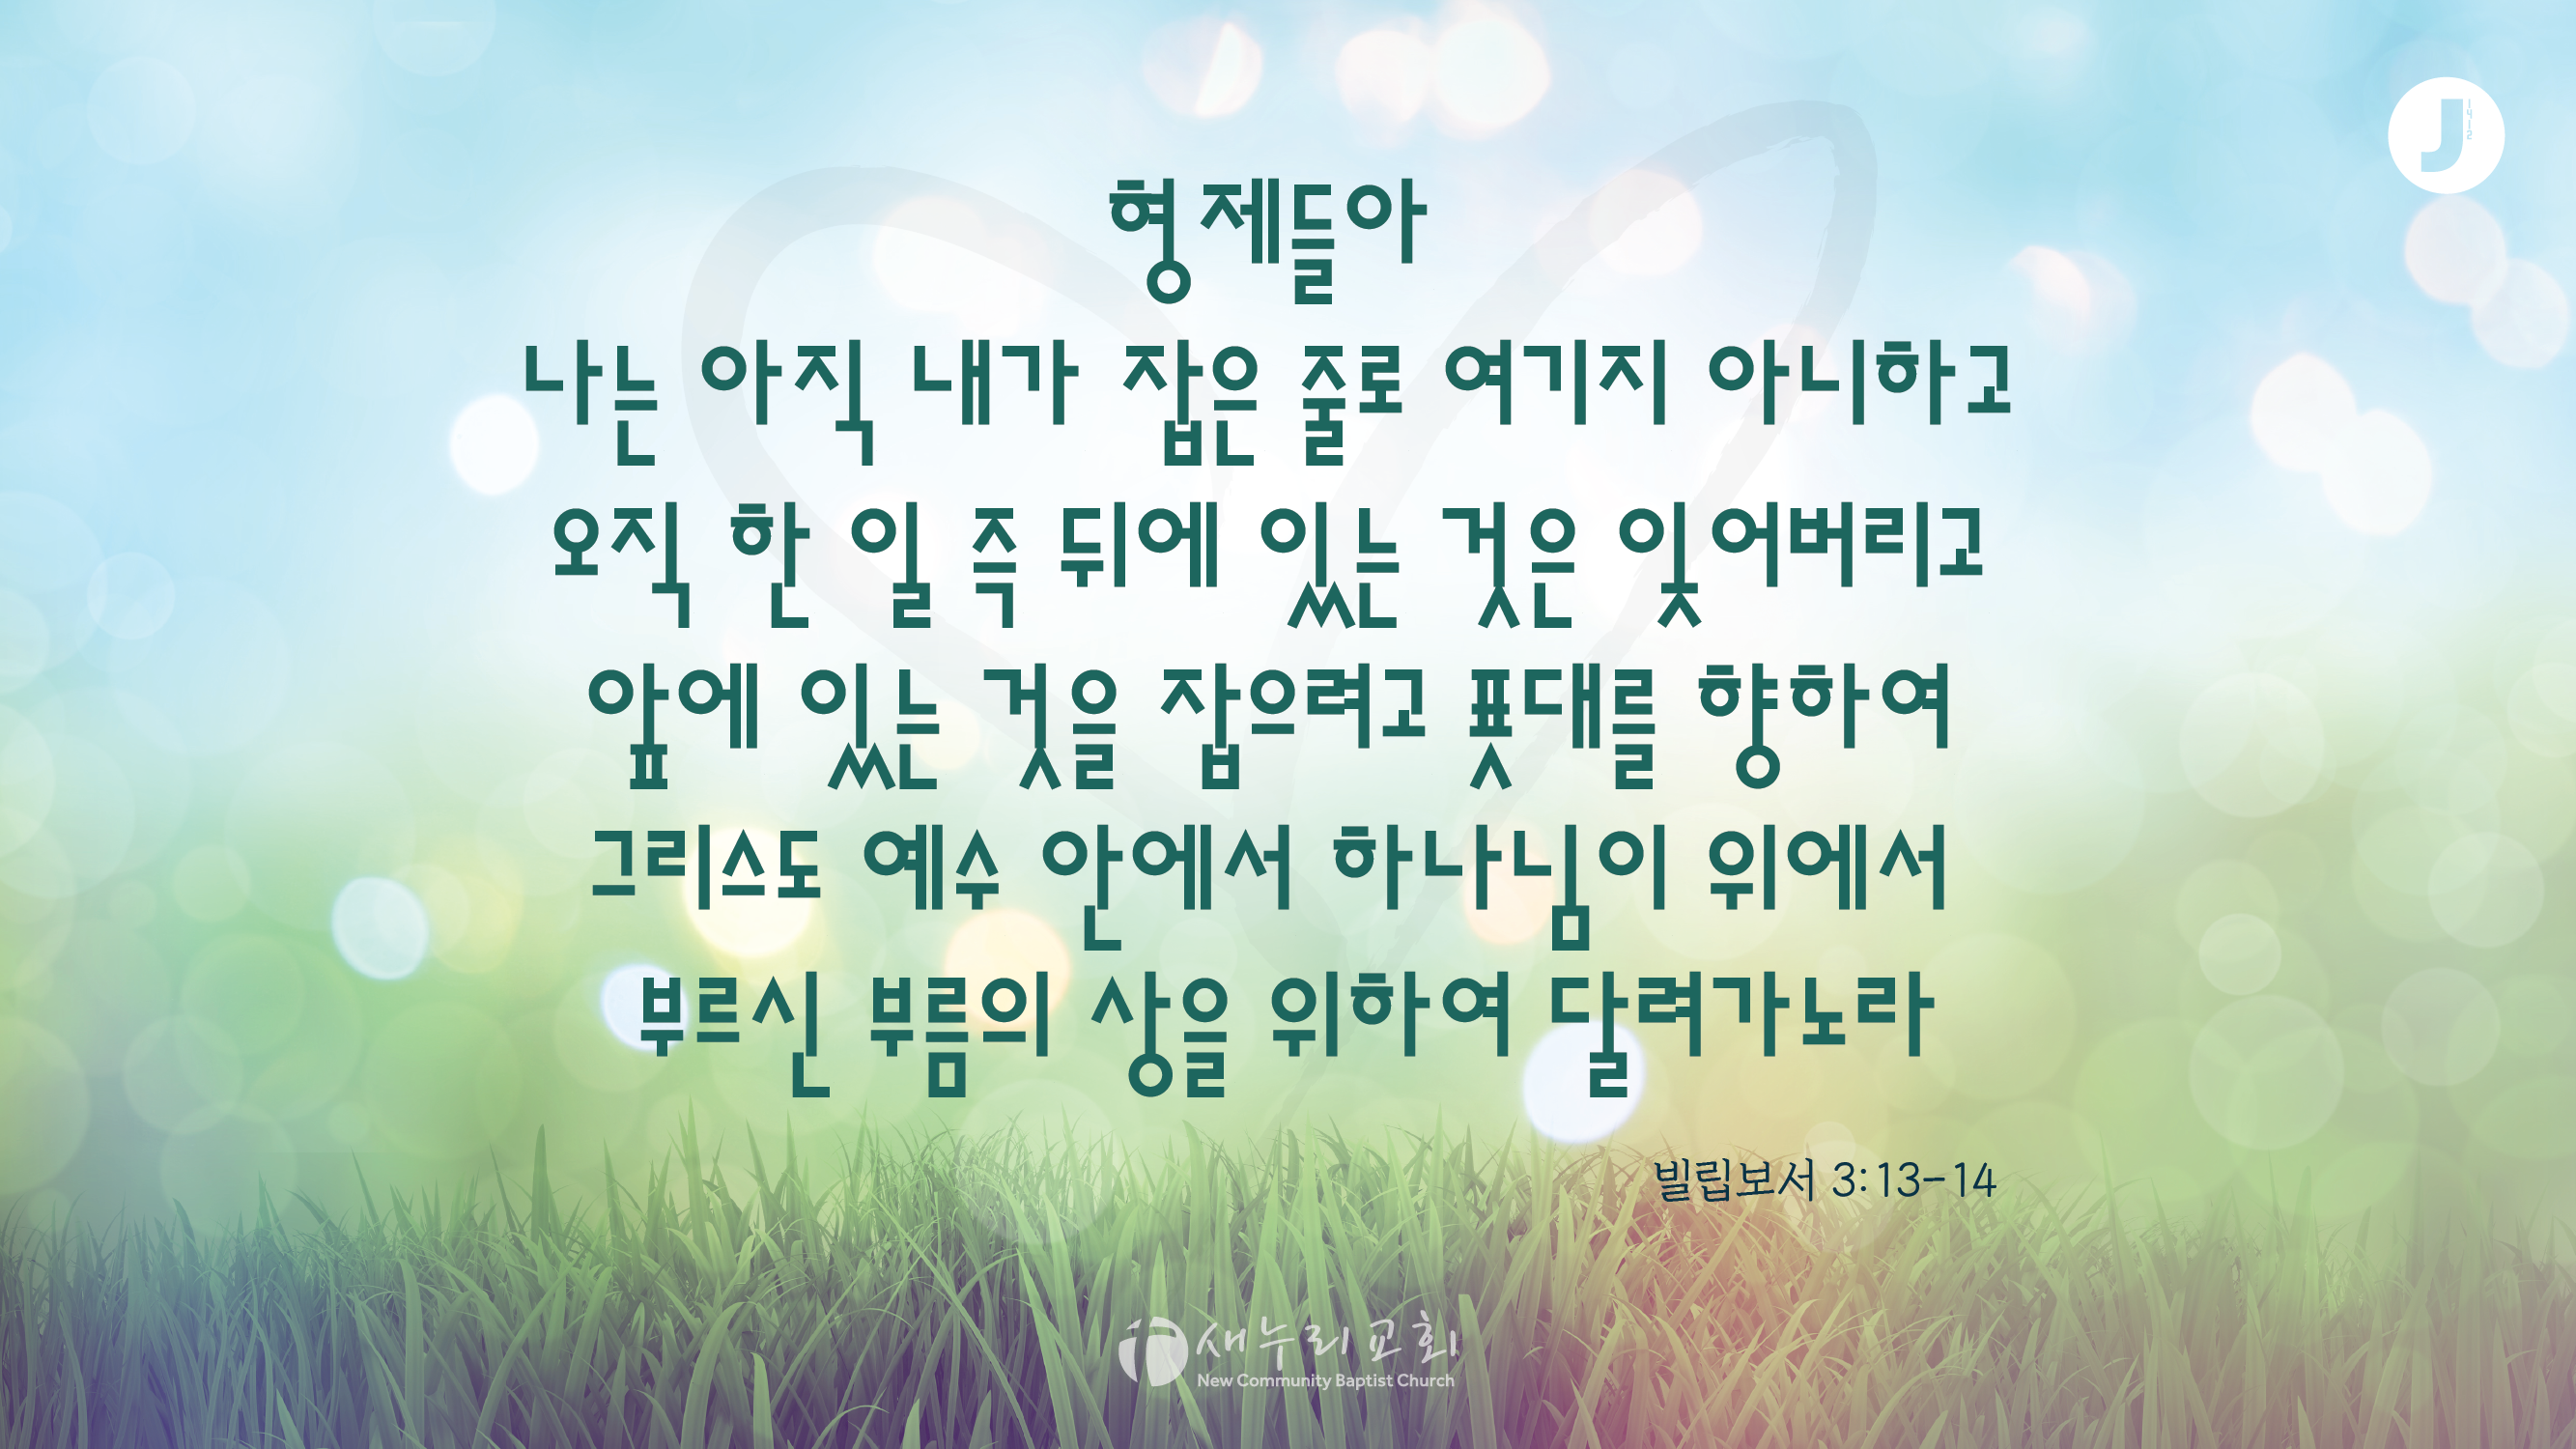 J
1412
형제들아
나는 아직 내가 잡은 줄로 여기지 아니하고
오직 한 일 즉 뒤에 있는 것은 잊어버리고
앞에 있는 것을 잡으려고 푯대를 향하여
그리스도 예수 안에서 하나님이 위에서
부르신 부름의 상을 위하여 달려가노라
빌립보서 3:13-14
새누리교회
New Community Baptist Church